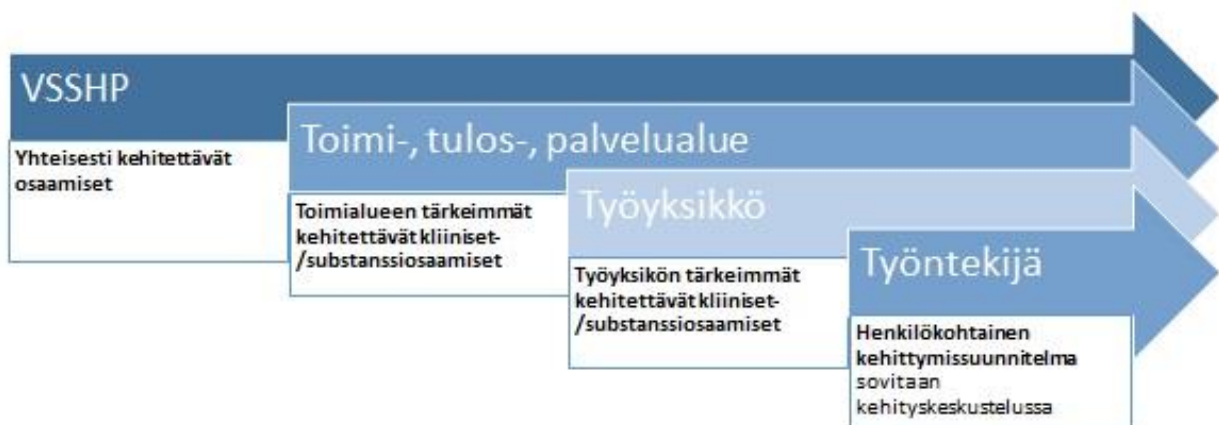 VSSHP
Yhteisesti kehitettävät
osaamiset
Toimi-, tulos-, palvelualue
Toimialueen tärkeimmät
kehitettävät kliiniset-
/substanssiosaamiset
Työyksikkö
Työyksikön tärkeimmät
kehitettävät kliiniset-
/substanssiosaamiset
Työntekijä
Henkilökohtainen
kehittymissuunnitelma
sovitaan
kehityskeskustelussa